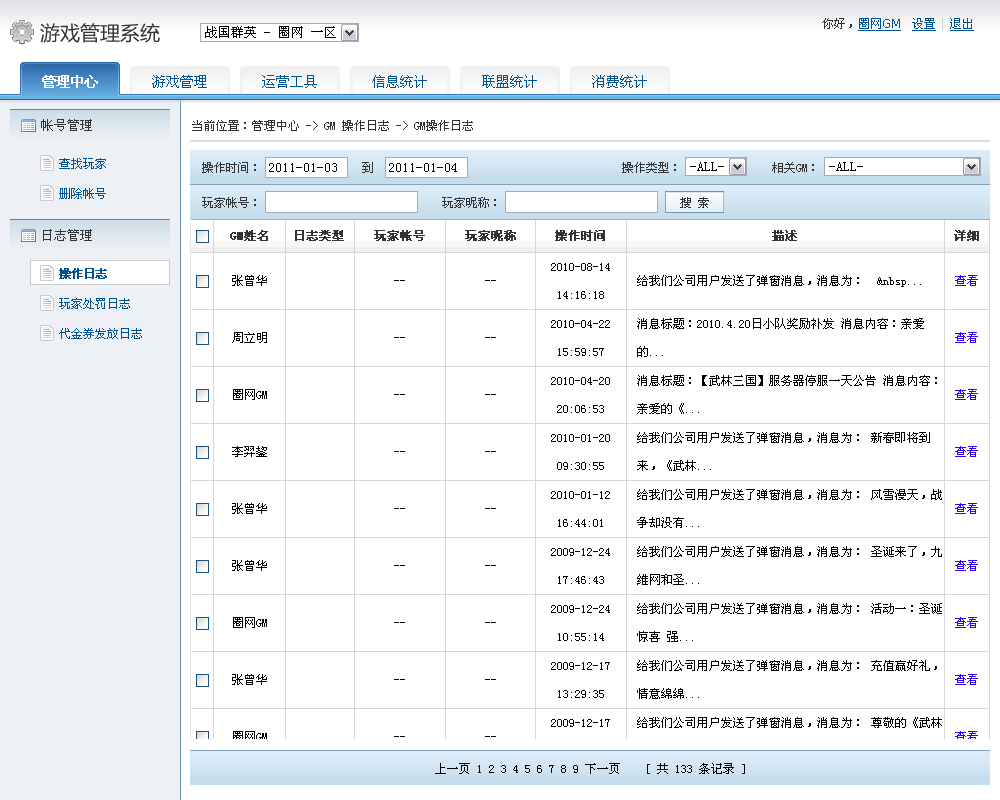 游戏管理系统
战国群英 - 圈网 一区
你好，圈网GM 设置 退出
管理中心 游戏管理 运营工具 信息统计 联盟统计 消费统计
帐号管理
查找玩家
删除帐号
日志管理
操作日志
玩家处罚日志
代金券发放日志
当前位置：管理中心 -> GM 操作日志 -> GM操作日志
操作时间： 2011-01-03 到 2011-01-04 操作类型： -ALL- 相关GM： -ALL-
玩家帐号： 玩家昵称： 搜 索
GM姓名 日志类型 玩家帐号 玩家昵称 操作时间 描述 详细
张曾华 -- -- 2010-08-14 14:16:18 给我们公司用户发送了弹窗消息，消息为： &nbsp... 查看
周立明 -- -- 2010-04-22 15:59:57 消息标题：2010.4.20日小队奖励补发 消息内容：亲爱的... 查看
圈网GM -- -- 2010-04-20 20:06:53 消息标题：【武林三国】服务器停服一天公告 消息内容：亲爱的《... 查看
李羿鋆 -- -- 2010-01-20 09:30:55 给我们公司用户发送了弹窗消息，消息为： 新春即将到来，《武林... 查看
张曾华 -- -- 2010-01-12 16:44:01 给我们公司用户发送了弹窗消息，消息为： 风雪漫天，战争却没有... 查看
张曾华 -- -- 2009-12-24 17:46:43 给我们公司用户发送了弹窗消息，消息为： 圣诞来了，九维网和圣... 查看
圈网GM -- -- 2009-12-24 10:55:14 给我们公司用户发送了弹窗消息，消息为： 活动一：圣诞惊喜 强... 查看
张曾华 -- -- 2009-12-17 13:29:35 给我们公司用户发送了弹窗消息，消息为： 充值赢好礼，情意绵绵... 查看
圈网GM -- -- 2009-12-17 给我们公司用户发送了弹窗消息，消息为： 尊敬的《武林 查看
上一页 1 2 3 4 5 6 7 8 9 下一页 [ 共 133 条记录 ]